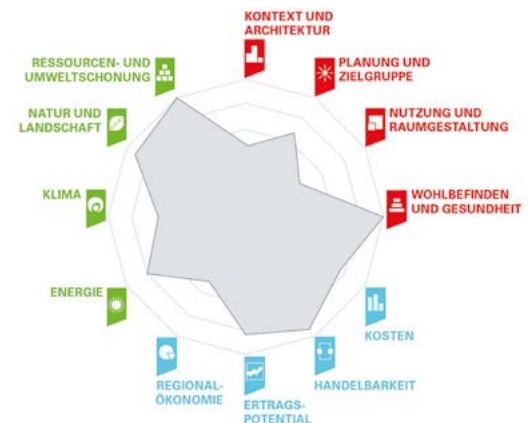 KONTEXT UND
ARCHITEKTUR
PLANUNG UND
ZIELGRUPPE
NUTZUNG UND
RAUMGESTALTUNG
WOHLBEFINDEN
UND GESUNDHEIT
KOSTEN
HANDELBARKEIT
ERTRAGS-
POTENTIAL
REGIONAL-
ÖKONOMIE
ENERGIE
KLIMA
NATUR UND
LANDSCHAFT
RESSOURCEN- UND
UMWELTSCHONUNG